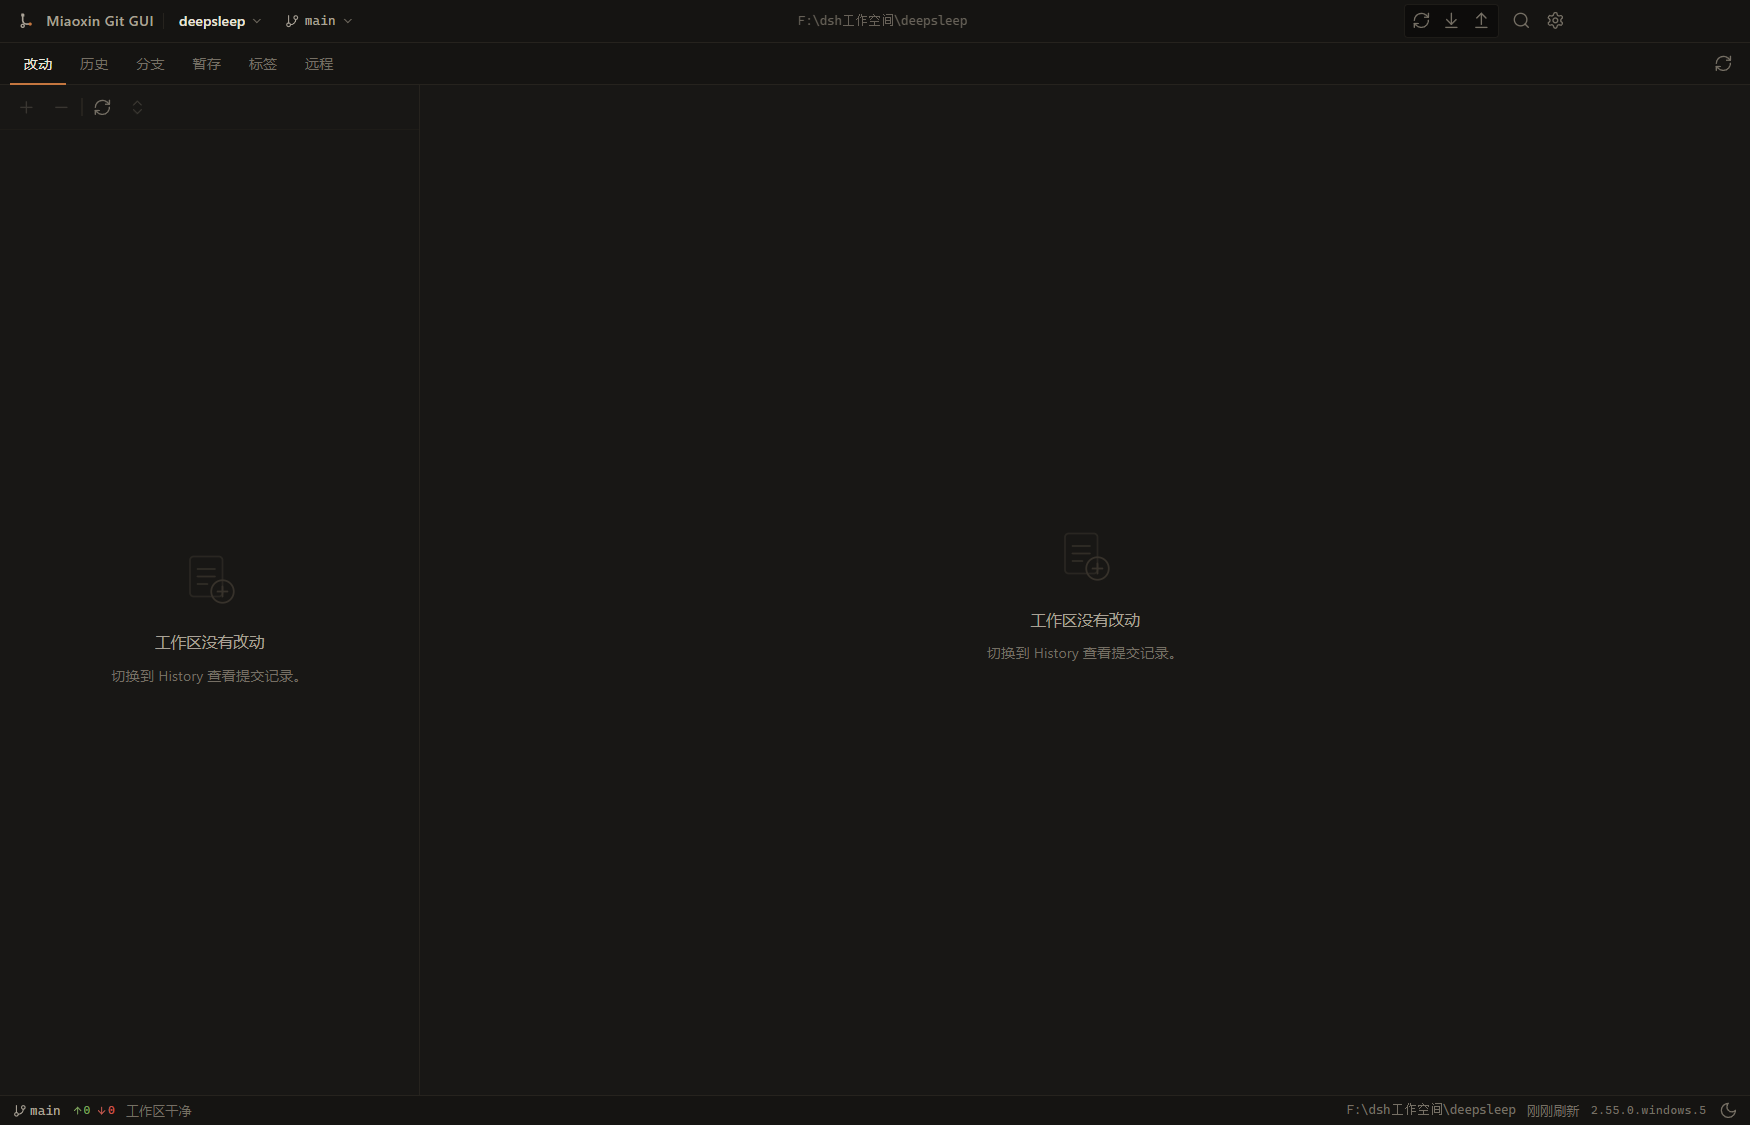 Miaoxin Git GUI deepsleep main F:\dsh工作空间\deepsleep
改动 历史 分支 暂存 标签 远程
工作区没有改动
切换到 History 查看提交记录。
工作区没有改动
切换到 History 查看提交记录。
main ↑0 ↓0 工作区干净 F:\dsh工作空间\deepsleep 刚刚刷新 2.55.0.windows.5